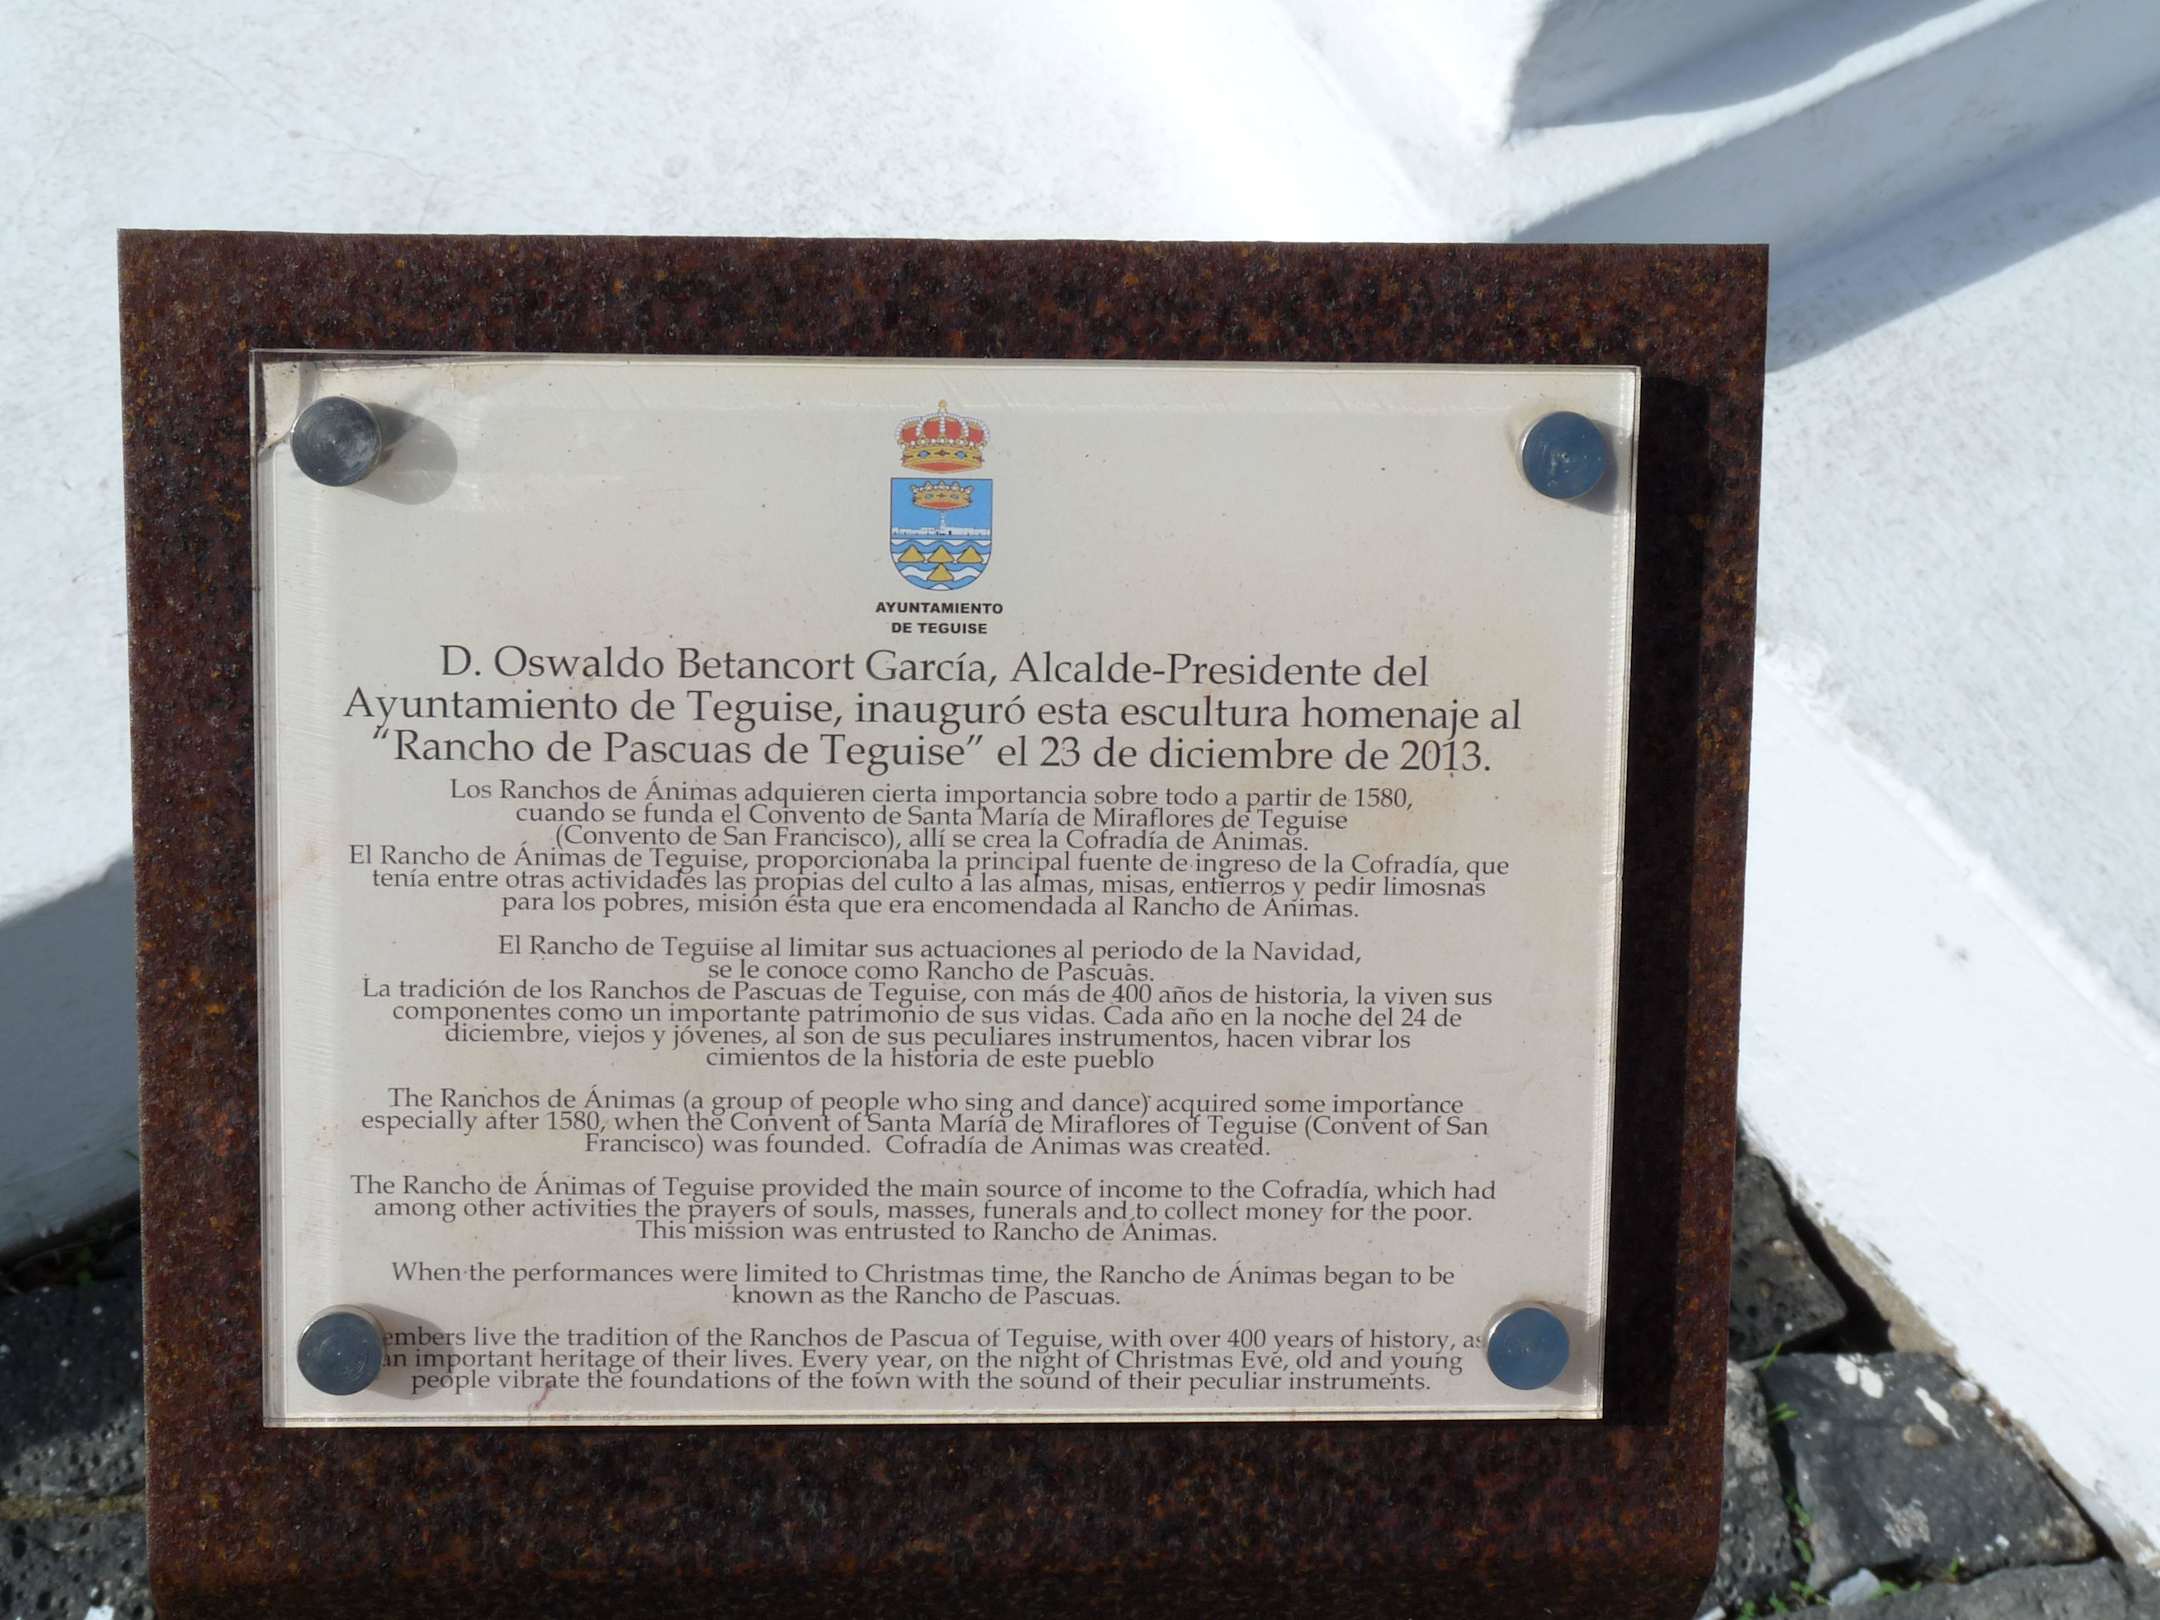 AYUNTAMIENTO
DE TEGUISE
D. Oswaldo Betancort García, Alcalde-Presidente del
Ayuntamiento de Teguise, inauguró esta escultura homenaje al
"Rancho de Pascuas de Teguise" el 23 de diciembre de 2013.
Los Ranchos de Ánimas adquieren cierta importancia sobre todo a partir de 1580,
cuando se funda el Convento de Santa María de Miraflores de Teguise
(Convento de San Francisco), allí se crea la Cofradía de Ánimas.
El Rancho de Ánimas de Teguise, proporcionaba la principal fuente de ingreso de la Cofradía, que
tenía entre otras actividades las propias del culto a las almas, misas, entierros y pedir limosnas
para los pobres, misión ésta que era encomendada al Rancho de Ánimas.
El Rancho de Teguise al limitar sus actuaciones al periodo de la Navidad,
se le conoce como Rancho de Pascuas.
La tradición de los Ranchos de Pascuas de Teguise, con más de 400 años de historia, la viven sus
componentes como un importante patrimonio de sus vidas. Cada año en la noche del 24 de
diciembre, viejos y jóvenes, al son de sus peculiares instrumentos, hacen vibrar los
cimientos de la historia de este pueblo
The Ranchos de Ánimas (a group of people who sing and dance) acquired some importance
especially after 1580, when the Convent of Santa María de Miraflores of Teguise (Convent of San
Francisco) was founded. Cofradía de Ánimas was created.
The Rancho de Ánimas of Teguise provided the main source of income to the Cofradía, which had
among other activities the prayers of souls, masses, funerals and to collect money for the poor.
This mission was entrusted to Rancho de Ánimas.
When the performances were limited to Christmas time, the Rancho de Ánimas began to be
known as the Rancho de Pascuas.
live the tradition of the Ranchos de Pascua of Teguise, with over 400 years of history, as
an important heritage of their lives. Every year, on the night of Christmas Eve, old and young
people vibrate the foundations of the town with the sound of their peculiar instruments.